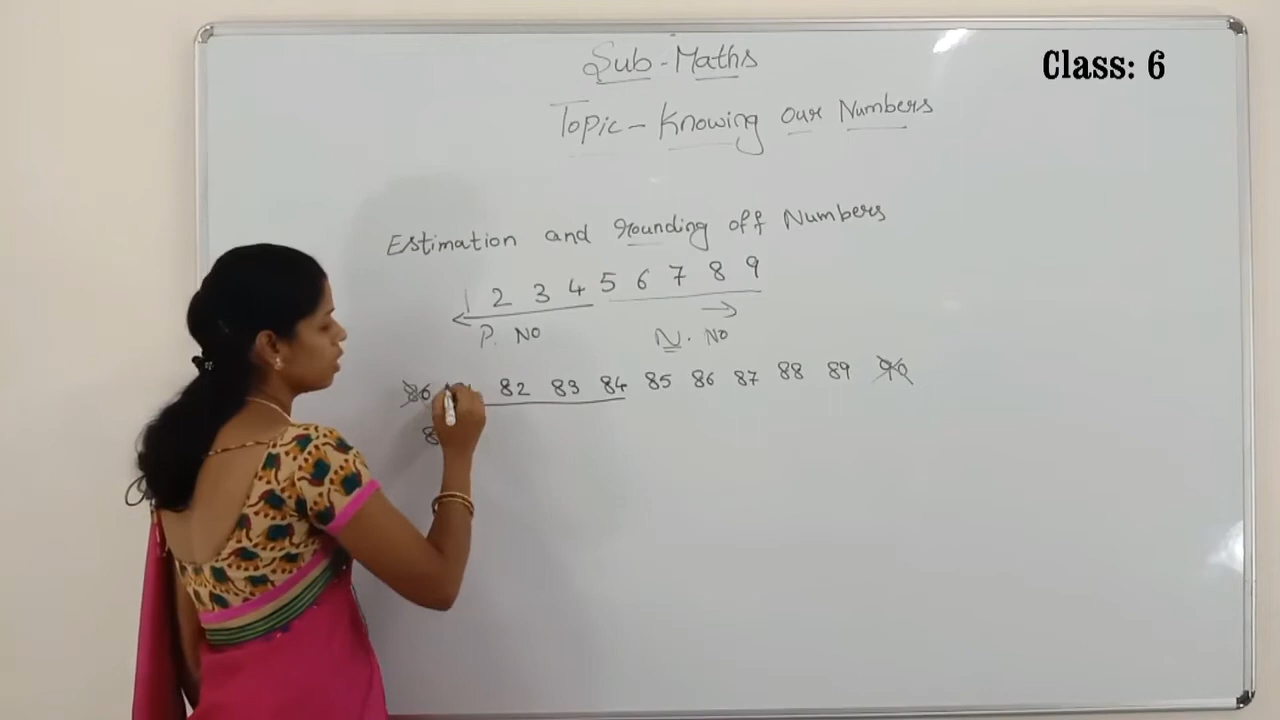 Class: 6
Sub - Maths
Topic - Knowing our Numbers
Estimation and rounding off Numbers
1 2 3 4 5 6 7 8 9
P. No N. No
82 83 84 85 86 87 88 89 90